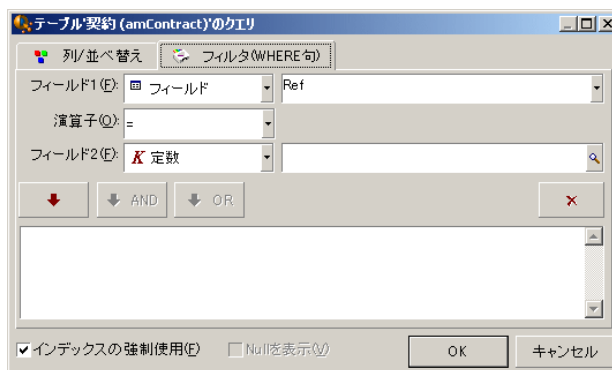 テーブル'契約 (amContract)'のクエリ
列/並べ替え フィルタ(WHERE句)
フィールド1(F): フィールド Ref
演算子(O): =
フィールド2(F): K 定数
AND OR
インデックスの強制使用(F) Nullを表示(V) OK キャンセル